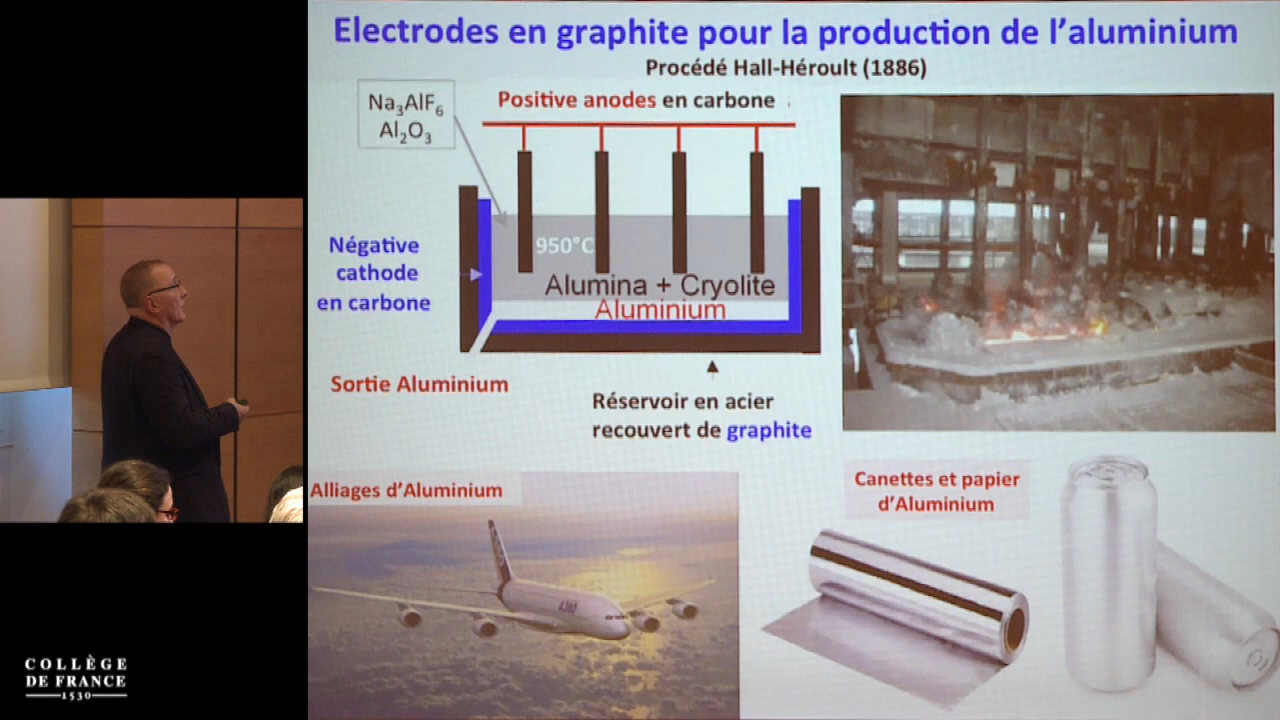 Electrodes en graphite pour la production de l'aluminium
Procédé Hall-Héroult (1886)
Na3AlF6
Al2O3
Positive anodes en carbone
950°C
Négative
cathode
en carbone
Alumina + Cryolite
Aluminium
Sortie Aluminium
Réservoir en acier
recouvert de graphite
Alliages d'Aluminium
A380
Canettes et papier
d'Aluminium
COLLÈGE
DE FRANCE
1530